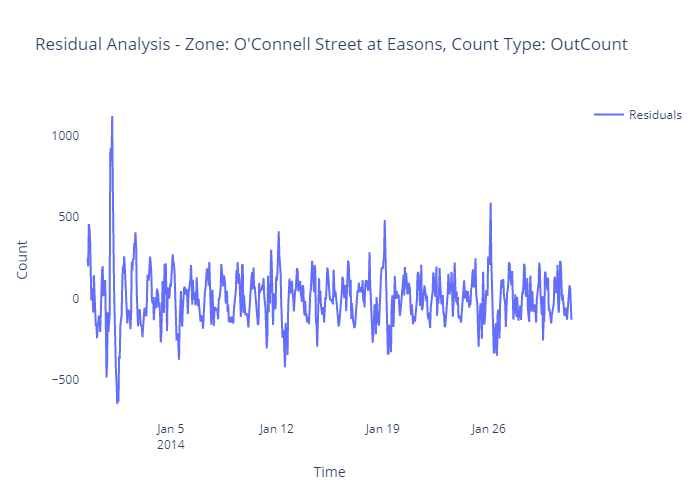 Residual Analysis - Zone: O'Connell Street at Easons, Count Type: OutCount
Residuals
1000
500
0
−500
Count
Jan 5
2014
Jan 12
Jan 19
Jan 26
Time